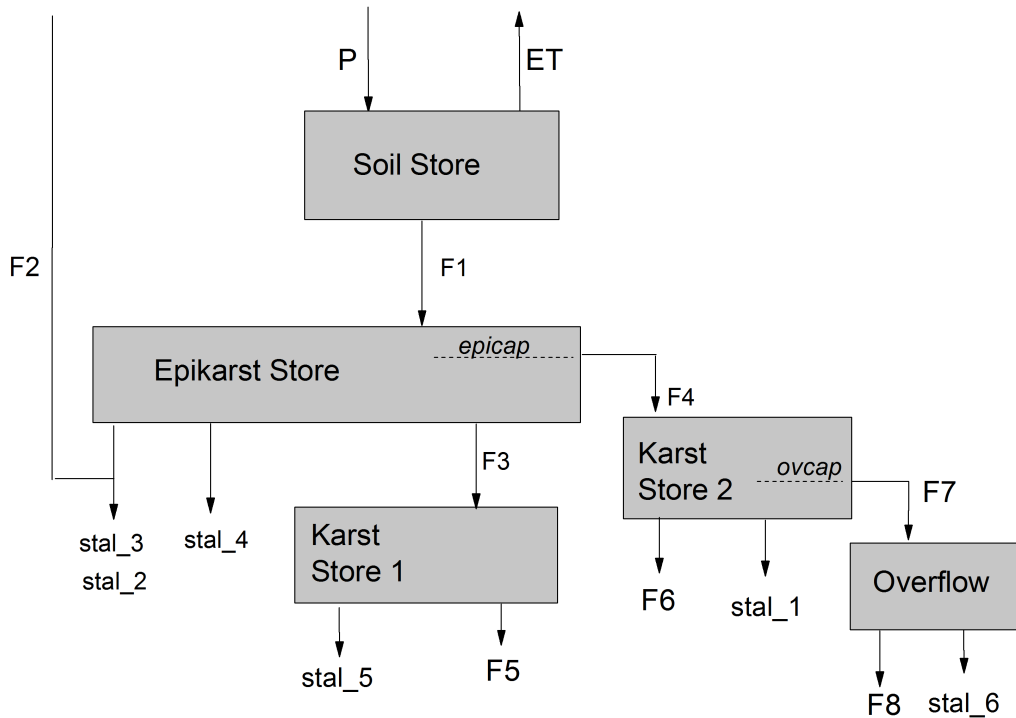 P
ET
Soil Store
F2
F1
epicap
Epikarst Store
F4
F3
Karst
Store 2
ovcap
F7
stal_3
stal_2
stal_4
Karst
Store 1
F6
stal_1
Overflow
stal_5
F5
F8
stal_6